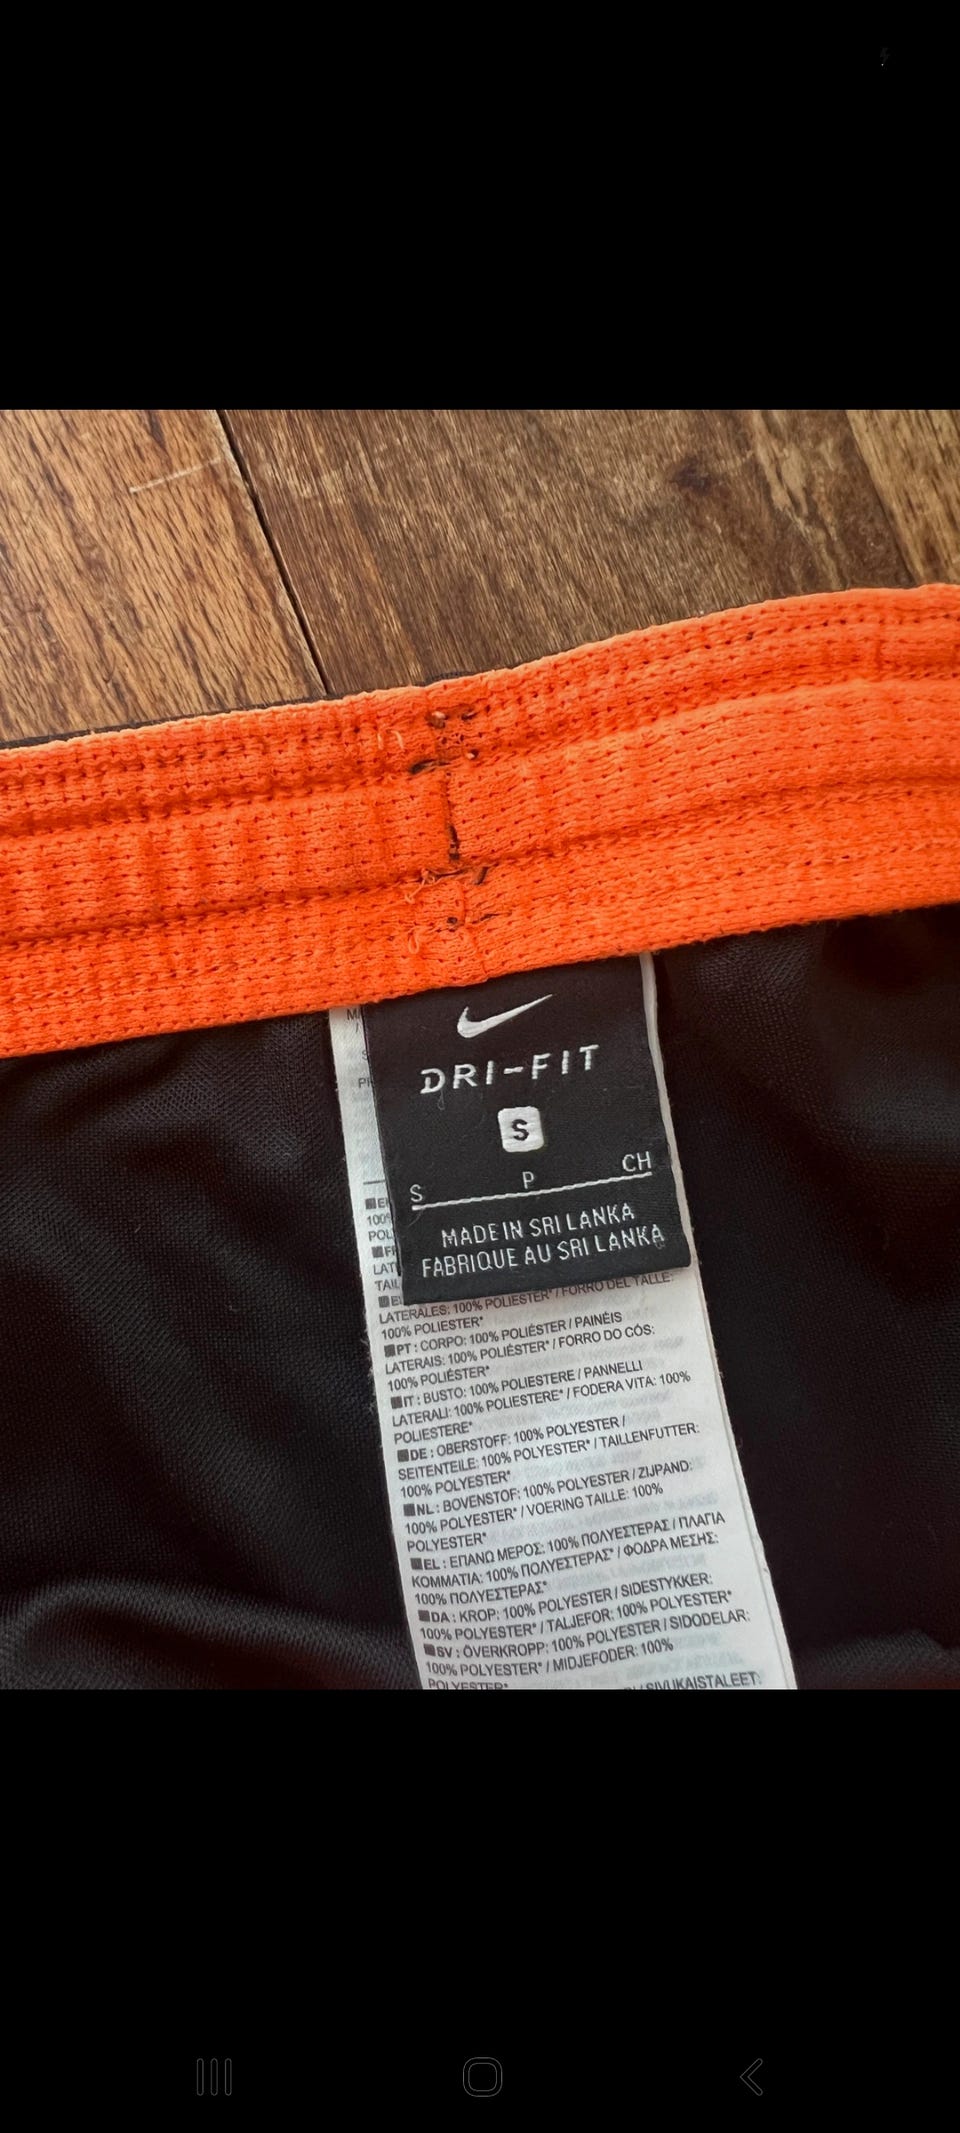 DRI-FIT
S
S P CH
MADE IN SRI LANKA
FABRIQUE AU SRI LANKA
LATERALES: 100% POLIESTER* / FORRO DEL TALLE:
100% POLIESTER*
PT : CORPO: 100% POLIÉSTER / PAINÉIS
LATERAIS: 100% POLIÉSTER* / FORRO DO CÓS:
100% POLIÉSTER*
IT : BUSTO: 100% POLIESTERE / PANNELLI
LATERALI: 100% POLIESTERE* / FODERA VITA: 100%
POLIESTERE*
DE : OBERSTOFF: 100% POLYESTER /
SEITENTEILE: 100% POLYESTER* / TAILLENFUTTER:
100% POLYESTER*
NL : BOVENSTOF: 100% POLYESTER / ZIJPAND:
100% POLYESTER* / VOERING TAILLE: 100%
POLYESTER*
EL : ΕΠΑΝΩ ΜΕΡΟΣ: 100% ΠΟΛΥΕΣΤΕΡΑΣ / ΠΛΑΓΙΑ
ΚΟΜΜΑΤΙΑ: 100% ΠΟΛΥΕΣΤΕΡΑΣ* / ΦΟΔΡΑ ΜΕΣΗΣ:
100% ΠΟΛΥΕΣΤΕΡΑΣ*
DA : KROP: 100% POLYESTER / SIDESTYKKER:
100% POLYESTER* / TALJEFOR: 100% POLYESTER*
SV : ÖVERKROPP: 100% POLYESTER / SIDODELAR:
100% POLYESTER* / MIDJEFODER: 100%
POLYESTER*
/ SIVUKAISTALEET: